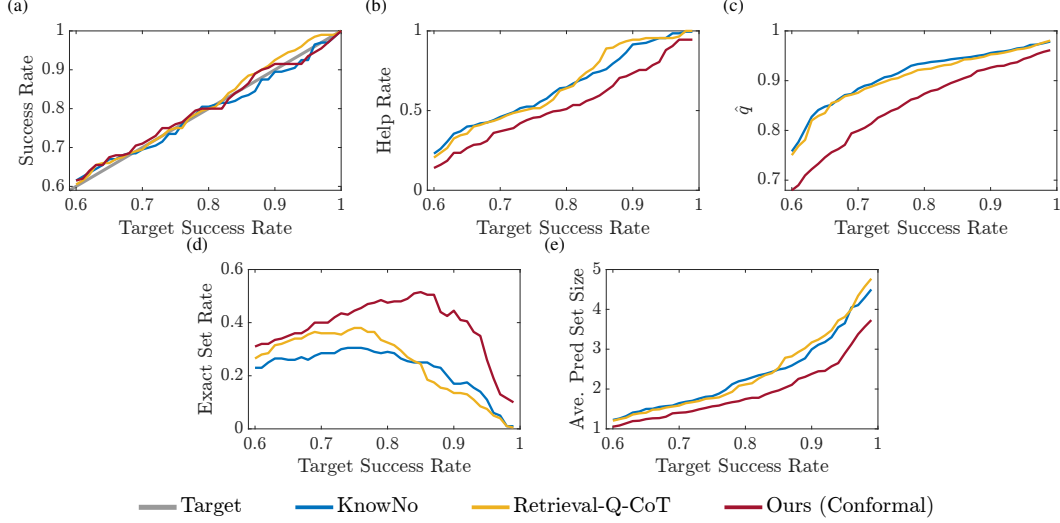 (a)
(b)
(c)
Success Rate
1
0.9
0.8
0.7
0.6
0.6
0.7
0.8
0.9
1
Target Success Rate
Help Rate
1
0.5
0
0.6
0.7
0.8
0.9
1
Target Success Rate
q̂
1
0.9
0.8
0.7
0.6
0.7
0.8
0.9
1
Target Success Rate
(d)
(e)
Exact Set Rate
0.6
0.4
0.2
0
0.6
0.7
0.8
0.9
1
Target Success Rate
Ave. Pred Set Size
5
4
3
2
1
0.6
0.7
0.8
0.9
1
Target Success Rate
Target
KnowNo
Retrieval-Q-CoT
Ours (Conformal)